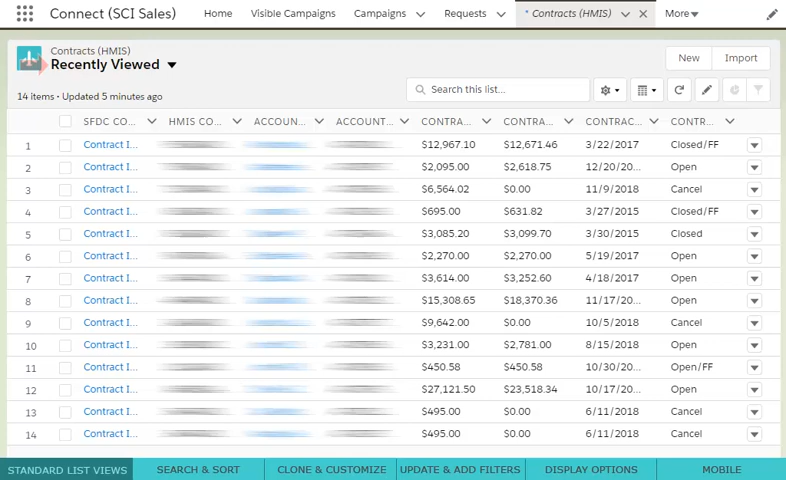 Connect (SCI Sales) Home Visible Campaigns Campaigns Requests * Contracts (HMIS) More
Contracts (HMIS)
Recently Viewed
New Import
14 items • Updated 5 minutes ago
Search this list...
SFDC CO... HMIS CO... ACCOUN... ACCOUNT... CONTRA... CONTRA... CONTRAC... CONTR...
1 Contract I... $12,967.10 $12,671.46 3/22/2017 Closed/FF
2 Contract I... $2,095.00 $2,618.75 12/20/20... Open
3 Contract I... $6,564.02 $0.00 11/9/2018 Cancel
4 Contract I... $695.00 $631.82 3/27/2015 Closed/FF
5 Contract I... $3,085.20 $3,099.70 3/30/2015 Closed
6 Contract I... $2,270.00 $2,270.00 5/19/2017 Open
7 Contract I... $3,614.00 $3,252.60 4/18/2017 Open
8 Contract I... $15,308.65 $18,370.36 11/17/20... Open
9 Contract I... $9,642.00 $0.00 10/5/2018 Cancel
10 Contract I... $3,231.00 $2,781.00 8/15/2018 Open
11 Contract I... $450.58 $450.58 10/30/20... Open/FF
12 Contract I... $27,121.50 $23,518.34 10/17/20... Open
13 Contract I... $495.00 $0.00 6/11/2018 Cancel
14 Contract I... $495.00 $0.00 6/11/2018 Cancel
STANDARD LIST VIEWS SEARCH & SORT CLONE & CUSTOMIZE UPDATE & ADD FILTERS DISPLAY OPTIONS MOBILE